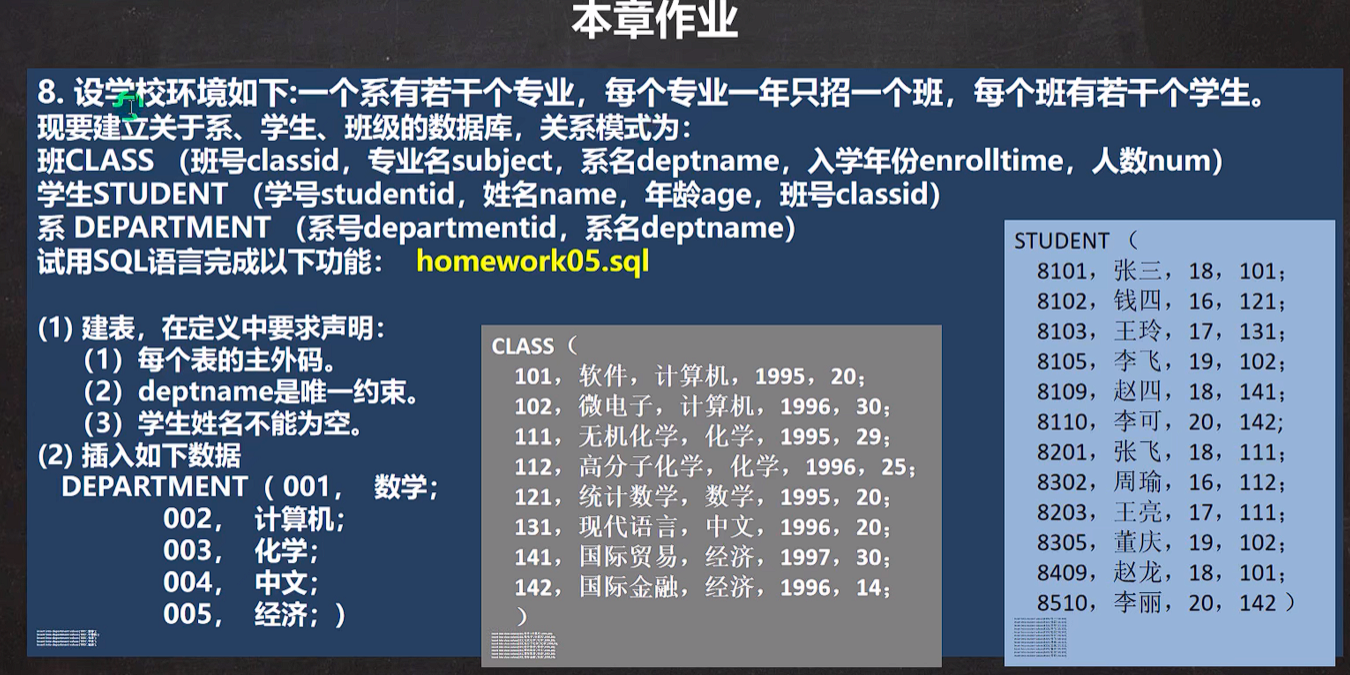 本章作业
8. 设学校环境如下:一个系有若干个专业，每个专业一年只招一个班，每个班有若干个学生。
现要建立关于系、学生、班级的数据库，关系模式为：
班CLASS （班号classid，专业名subject，系名deptname，入学年份enrolltime，人数num）
学生STUDENT （学号studentid，姓名name，年龄age，班号classid）
系 DEPARTMENT （系号departmentid，系名deptname）
试用SQL语言完成以下功能： homework05.sql
(1) 建表，在定义中要求声明：
（1）每个表的主外码。
（2）deptname是唯一约束。
（3）学生姓名不能为空。
(2) 插入如下数据
DEPARTMENT（ 001， 数学；
002， 计算机；
003， 化学；
004， 中文；
005， 经济；）
CLASS（
101，软件，计算机，1995，20；
102，微电子，计算机，1996，30；
111，无机化学，化学，1995，29；
112，高分子化学，化学，1996，25；
121，统计数学，数学，1995，20；
131，现代语言，中文，1996，20；
141，国际贸易，经济，1997，30；
142，国际金融，经济，1996，14；
）
STUDENT （
8101，张三，18，101；
8102，钱四，16，121；
8103，王玲，17，131；
8105，李飞，19，102；
8109，赵四，18，141；
8110，李可，20，142;
8201，张飞，18，111；
8302，周瑜，16，112；
8203，王亮，17，111；
8305，董庆，19，102；
8409，赵龙，18，101；
8510，李丽，20，142 ）